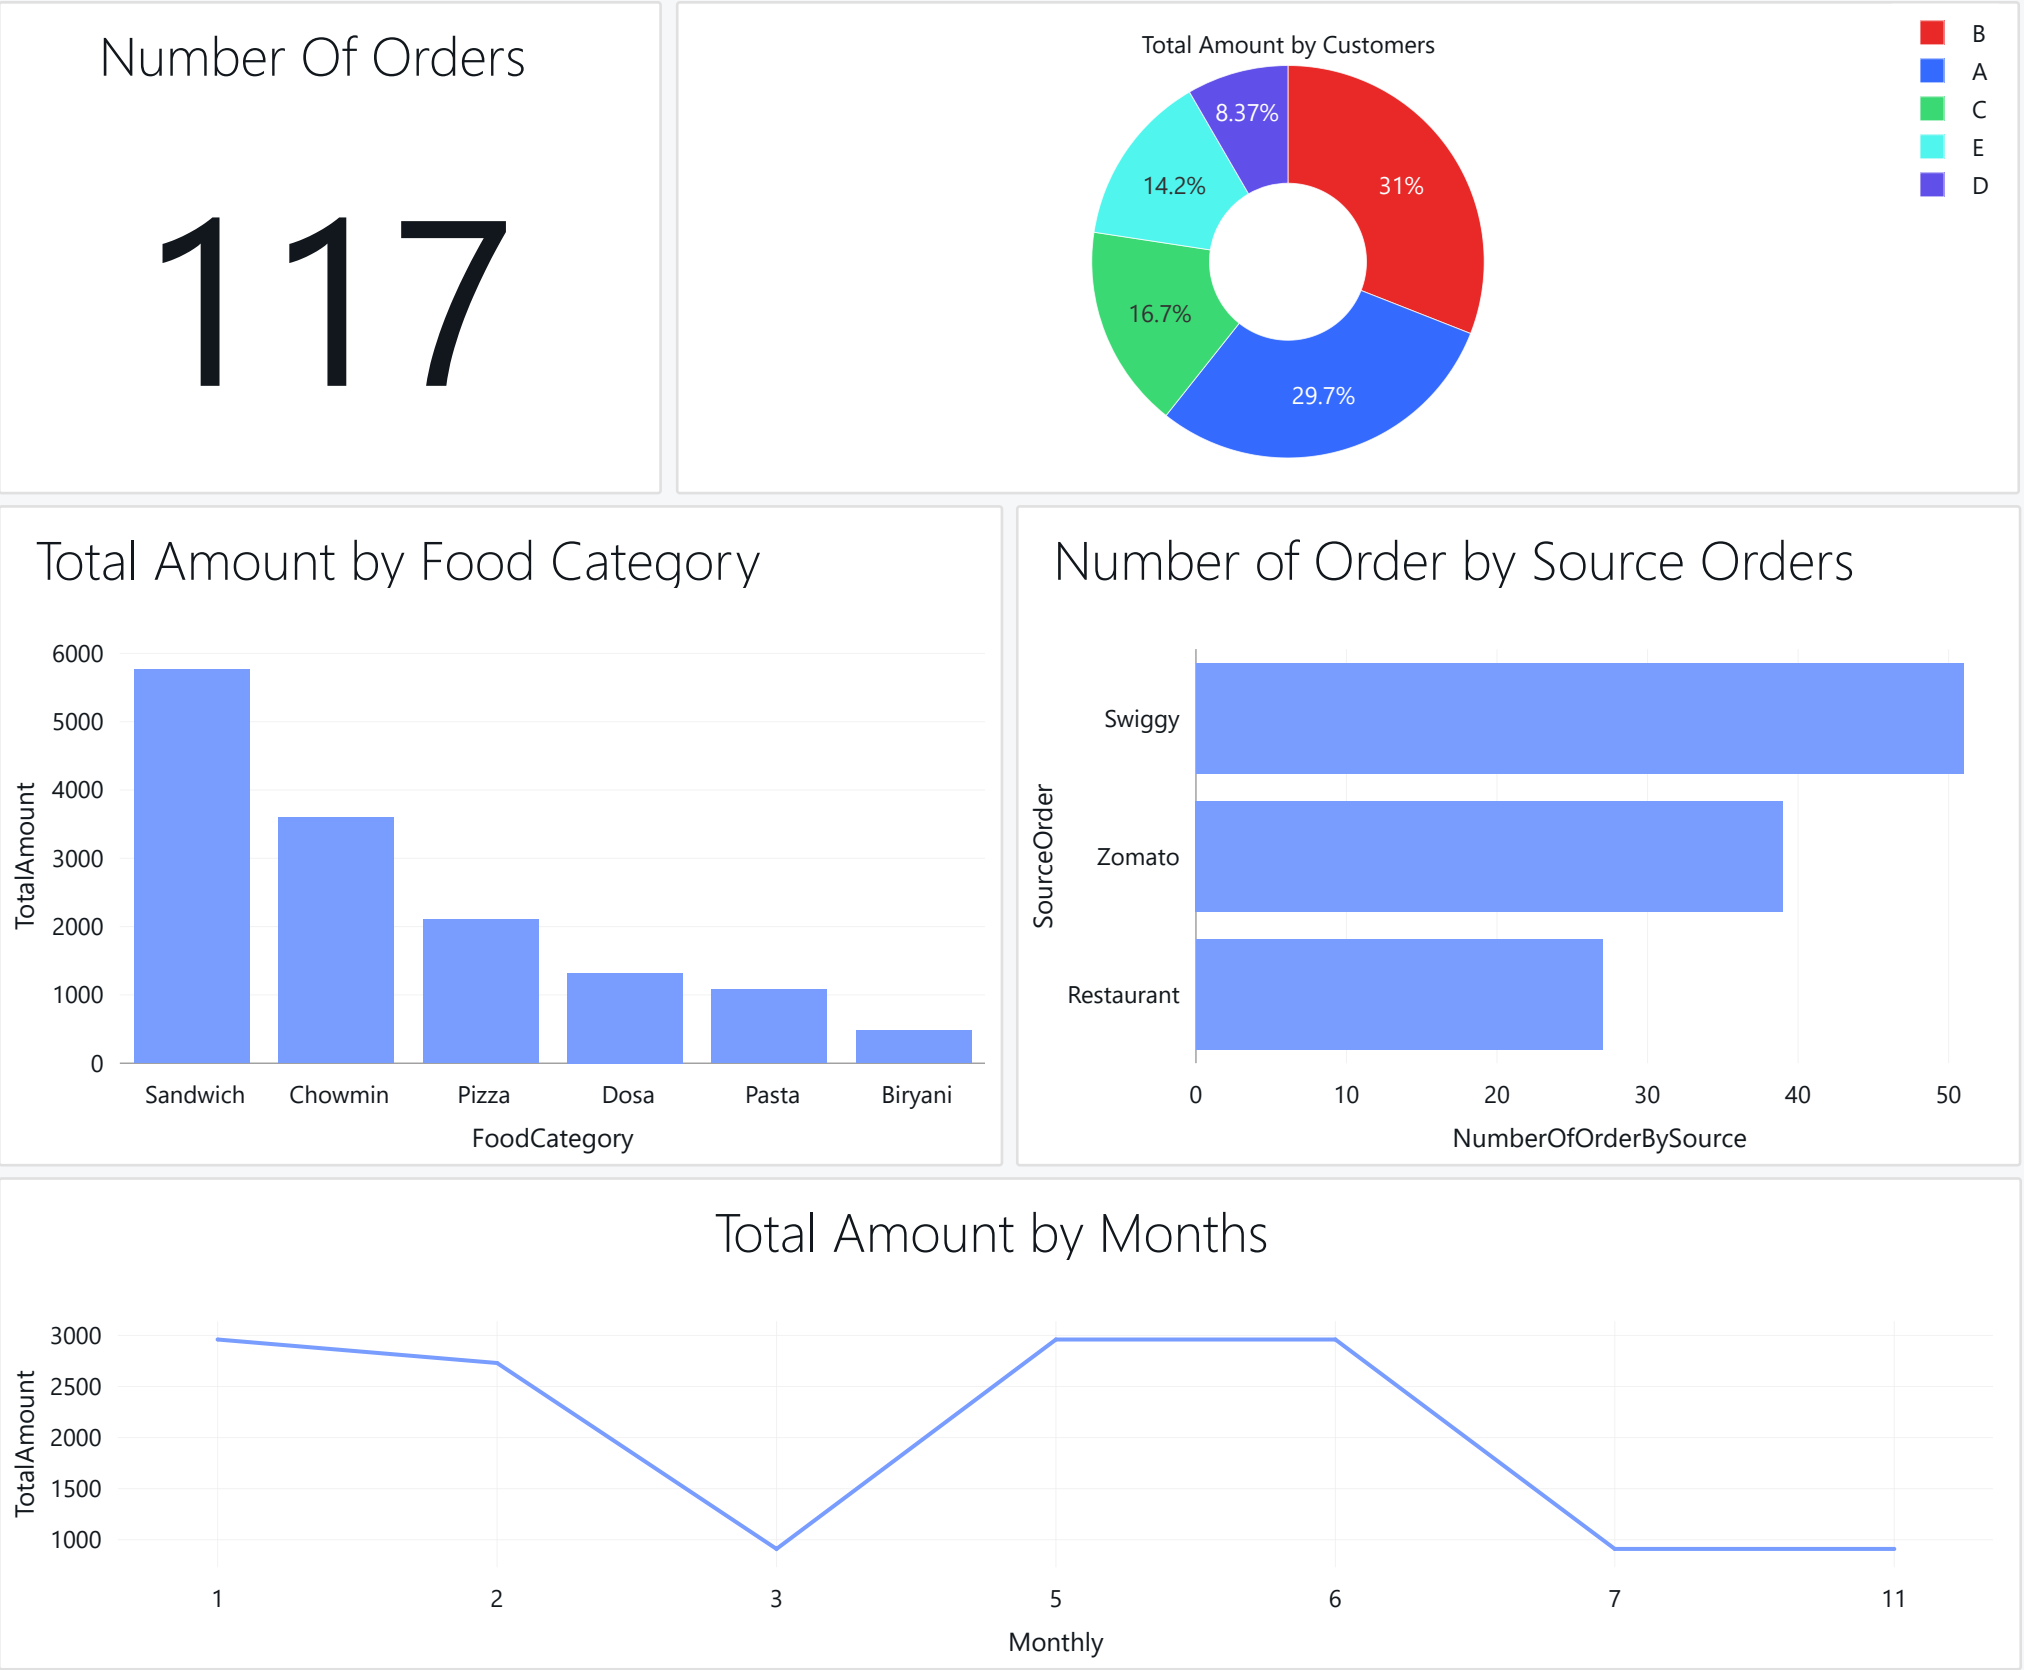 Number Of Orders
117
Total Amount by Customers
B
A
C
E
D
8.37%
31%
14.2%
16.7%
29.7%
Total Amount by Food Category
6000
5000
4000
3000
2000
1000
0
TotalAmount
Sandwich Chowmin Pizza Dosa Pasta Biryani
FoodCategory
Number of Order by Source Orders
SourceOrder
Swiggy
Zomato
Restaurant
0 10 20 30 40 50
NumberOfOrderBySource
Total Amount by Months
3000
2500
2000
1500
1000
TotalAmount
1 2 3 5 6 7 11
Monthly